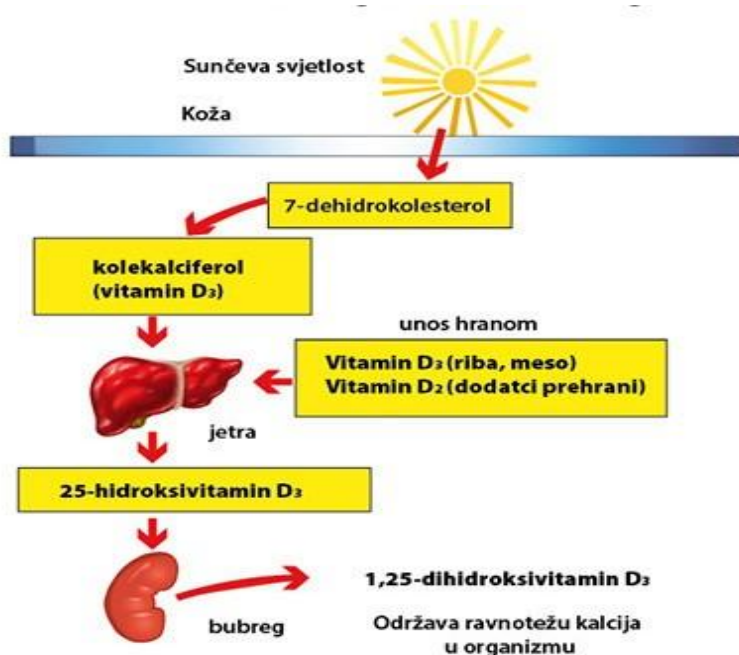 Sunčeva svjetlost
Koža
7-dehidrokolesterol
kolekalciferol
(vitamin D₃)
unos hranom
Vitamin D₃ (riba, meso)
Vitamin D₂ (dodatci prehrani)
jetra
25-hidroksivitamin D₃
bubreg
1,25-dihidroksivitamin D₃
Održava ravnotežu kalcija
u organizmu